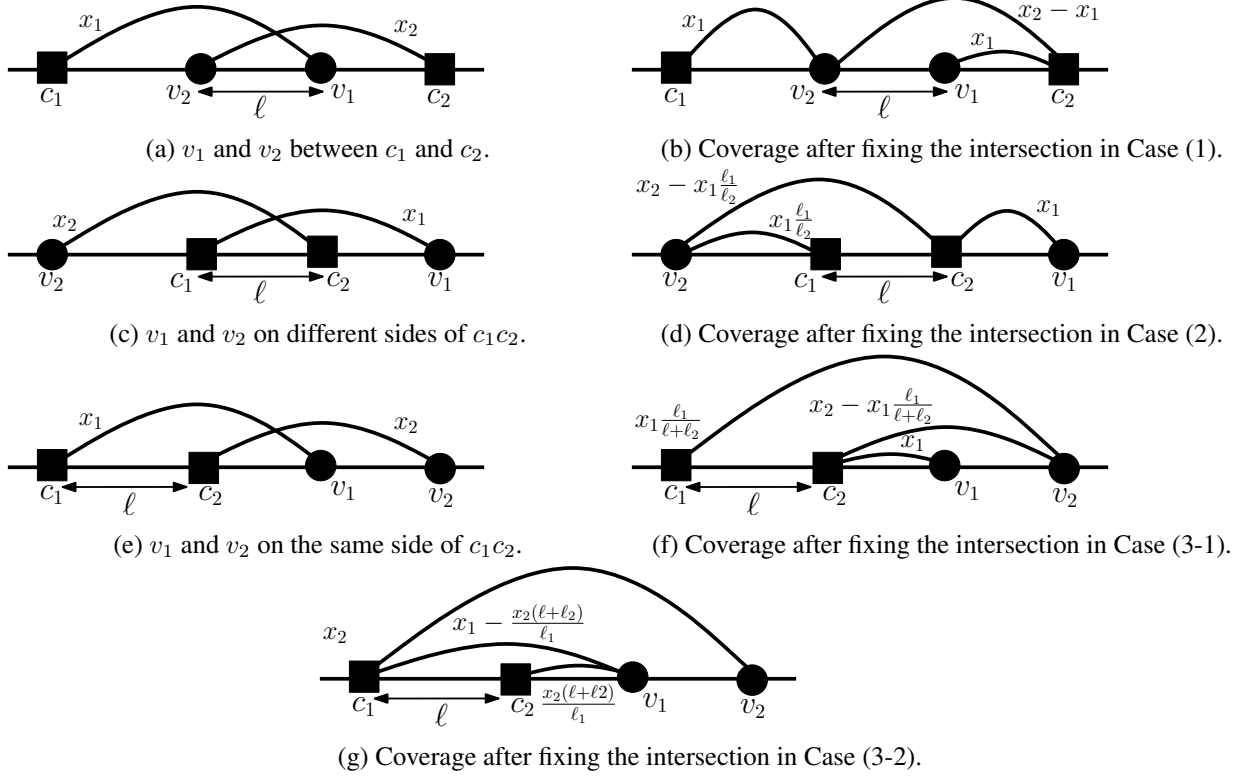 x₁ x₂
c₁ v₂ v₁ c₂
ℓ
(a) v₁ and v₂ between c₁ and c₂.
x₁ x₂ − x₁
x₁
c₁ v₂ v₁ c₂
ℓ
(b) Coverage after fixing the intersection in Case (1).
x₂ x₁
v₂ c₁ c₂ v₁
ℓ
(c) v₁ and v₂ on different sides of c₁c₂.
x₂ − x₁ ℓ₁/ℓ₂
x₁ ℓ₁/ℓ₂ x₁
v₂ c₁ c₂ v₁
ℓ
(d) Coverage after fixing the intersection in Case (2).
x₁ x₂
c₁ c₂ v₁ v₂
ℓ
(e) v₁ and v₂ on the same side of c₁c₂.
x₁ ℓ₁/(ℓ+ℓ₂) x₂ − x₁ ℓ₁/(ℓ+ℓ₂)
x₁
c₁ c₂ v₁ v₂
ℓ
(f) Coverage after fixing the intersection in Case (3-1).
x₂ x₁ − x₂(ℓ+ℓ₂)/ℓ₁
c₁ c₂ x₂(ℓ+ℓ2)/ℓ₁ v₁ v₂
ℓ
(g) Coverage after fixing the intersection in Case (3-2).